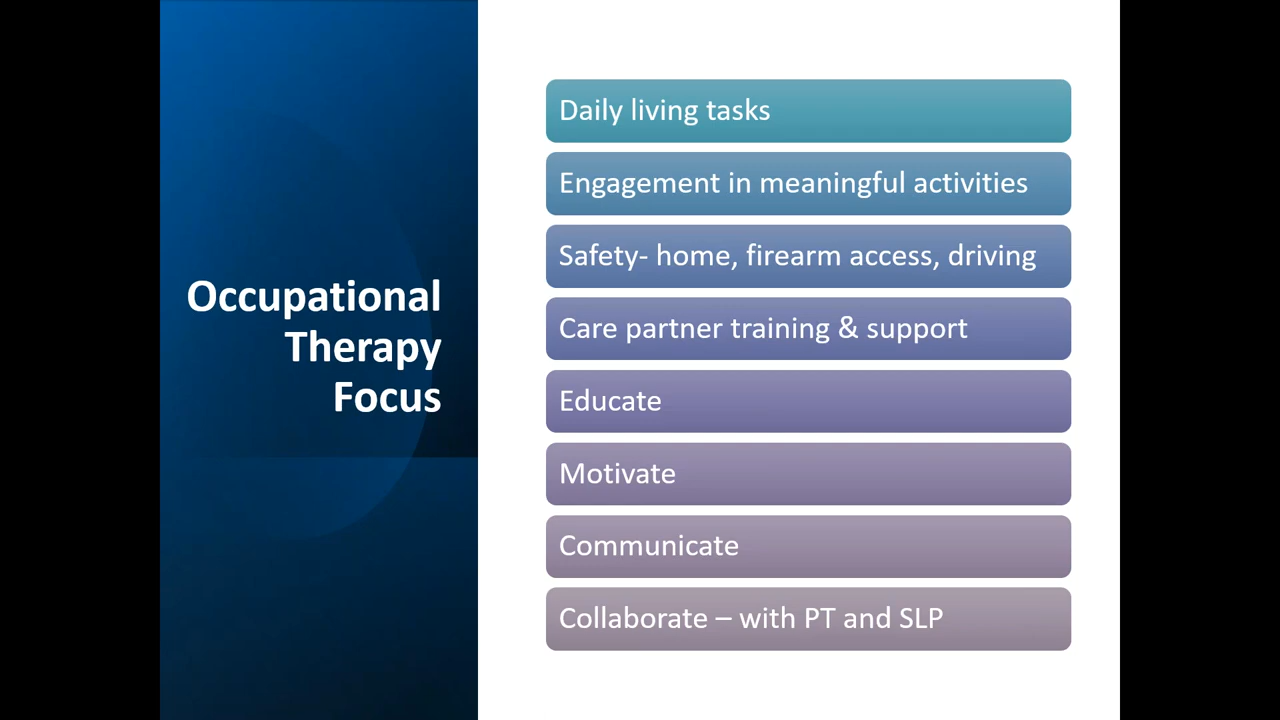 Occupational
Therapy
Focus
Daily living tasks
Engagement in meaningful activities
Safety- home, firearm access, driving
Care partner training & support
Educate
Motivate
Communicate
Collaborate – with PT and SLP